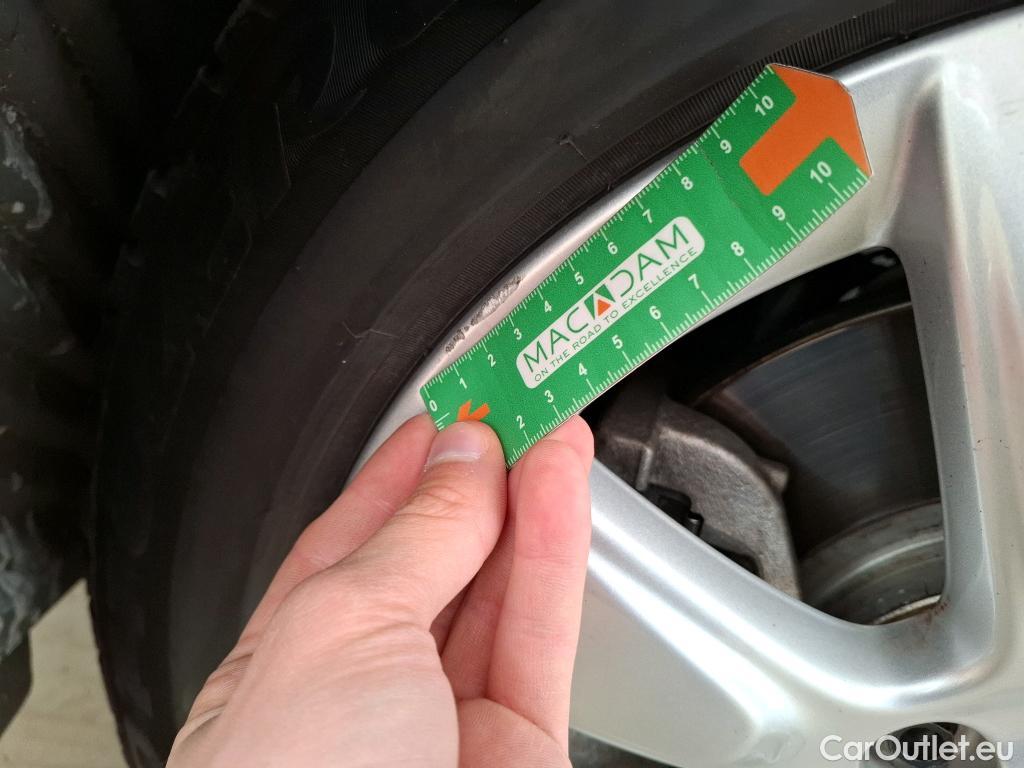 0 1 2 3 4 5 6 7 8 9 10
MACADAM
ON THE ROAD TO EXCELLENCE
2 3 4 5 6 7 8 9 10
CarOutlet.eu